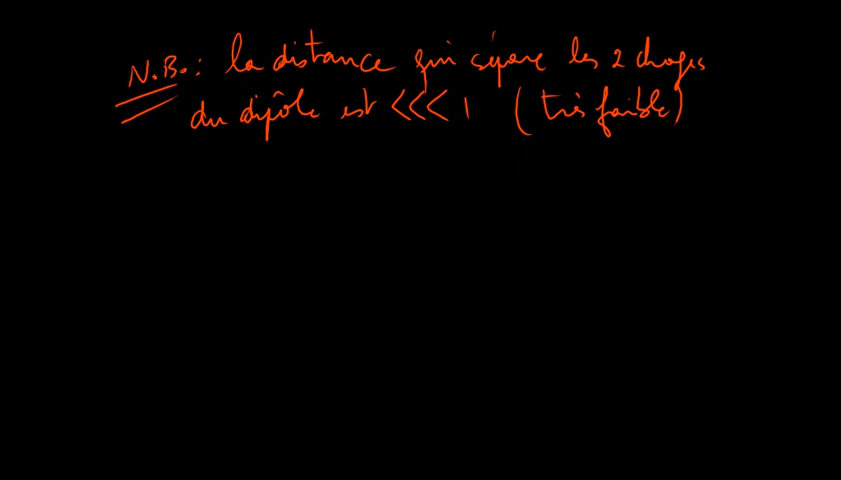 N.B.: la distance qui sépare les 2 charges
du dipôle est <<< 1 (très faible)